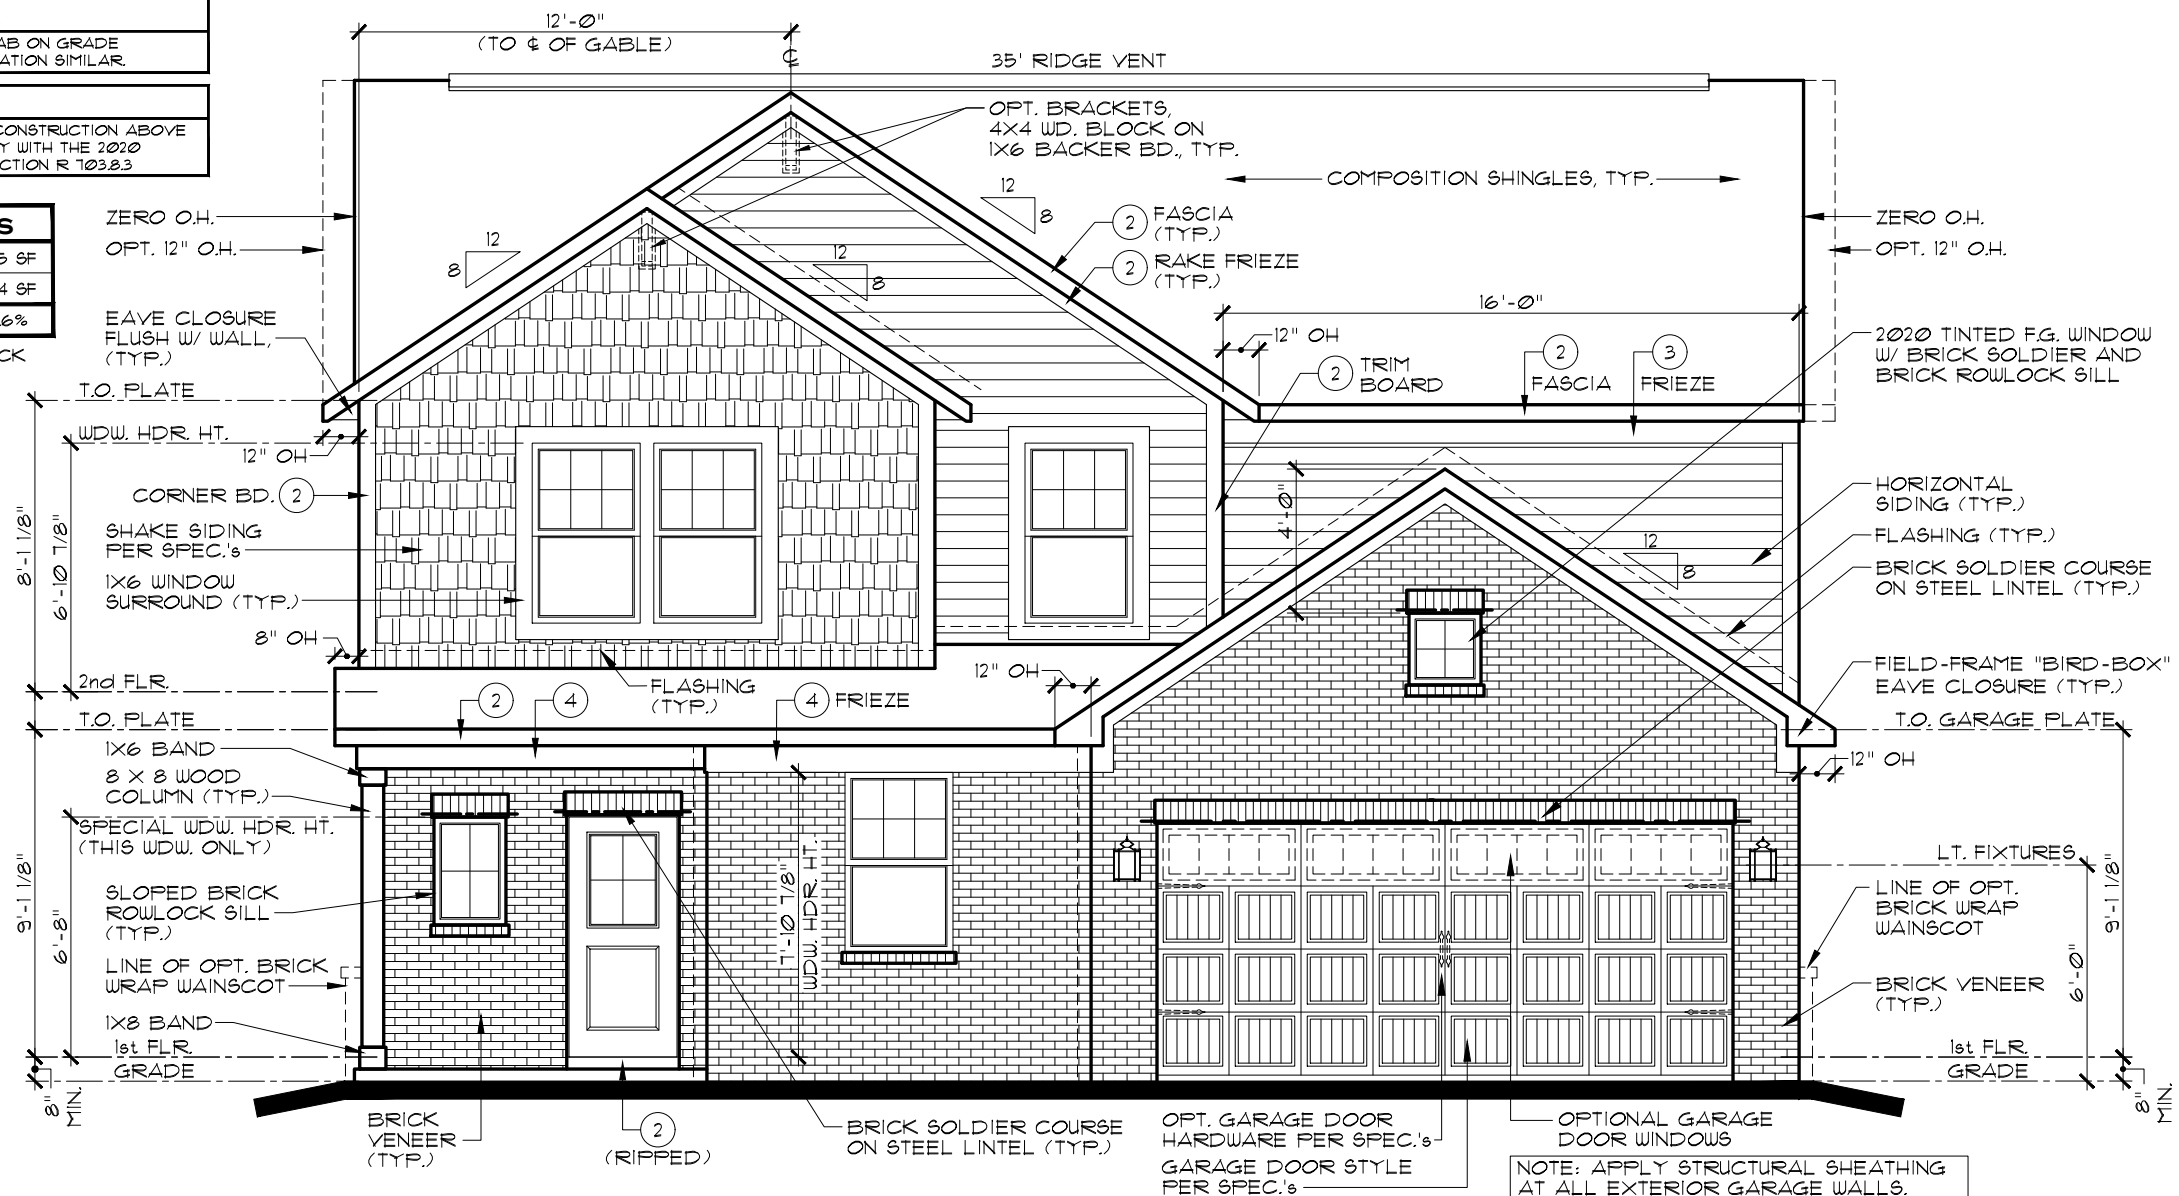 AB ON GRADE
ATION SIMILAR.
CONSTRUCTION ABOVE
Y WITH THE 2020
CTION R 703.8.3
S
SF
4 SF
6%
CK
12'-0"
(TO ℄ OF GABLE)
℄
35' RIDGE VENT
OPT. BRACKETS,
4X4 WD. BLOCK ON
1X6 BACKER BD., TYP.
COMPOSITION SHINGLES, TYP.
ZERO O.H.
OPT. 12" O.H.
12
8
12
8
12
8
2 FASCIA
(TYP.)
2 RAKE FRIEZE
(TYP.)
ZERO O.H.
OPT. 12" O.H.
EAVE CLOSURE
FLUSH W/ WALL,
(TYP.)
16'-0"
12" OH
2 TRIM
BOARD
2
FASCIA
3
FRIEZE
2020 TINTED F.G. WINDOW
W/ BRICK SOLDIER AND
BRICK ROWLOCK SILL
T.O. PLATE
WDW. HDR. HT.
12" OH
CORNER BD. 2
SHAKE SIDING
PER SPEC.'s
1X6 WINDOW
SURROUND (TYP.)
8" OH
8'-1 1/8"
6'-10 7/8"
4'-0"
12
8
HORIZONTAL
SIDING (TYP.)
FLASHING (TYP.)
BRICK SOLDIER COURSE
ON STEEL LINTEL (TYP.)
2nd FLR.
T.O. PLATE
2
4
FLASHING
(TYP.)
4 FRIEZE
12" OH
FIELD-FRAME "BIRD-BOX"
EAVE CLOSURE (TYP.)
T.O. GARAGE PLATE
12" OH
1X6 BAND
8 X 8 WOOD
COLUMN (TYP.)
SPECIAL WDW. HDR. HT.
(THIS WDW. ONLY)
SLOPED BRICK
ROWLOCK SILL
(TYP.)
LINE OF OPT. BRICK
WRAP WAINSCOT
1X8 BAND
1st FLR.
GRADE
9'-1 1/8"
6'-8"
8"
MIN.
7'-10 7/8"
WDW. HDR. HT.
LT. FIXTURES
LINE OF OPT.
BRICK WRAP
WAINSCOT
BRICK VENEER
(TYP.)
1st FLR.
GRADE
6'-0"
9'-1 1/8"
8"
MIN.
BRICK
VENEER
(TYP.)
2
(RIPPED)
BRICK SOLDIER COURSE
ON STEEL LINTEL (TYP.)
OPT. GARAGE DOOR
HARDWARE PER SPEC.'s
GARAGE DOOR STYLE
PER SPEC.'s
OPTIONAL GARAGE
DOOR WINDOWS
NOTE: APPLY STRUCTURAL SHEATHING
AT ALL EXTERIOR GARAGE WALLS.